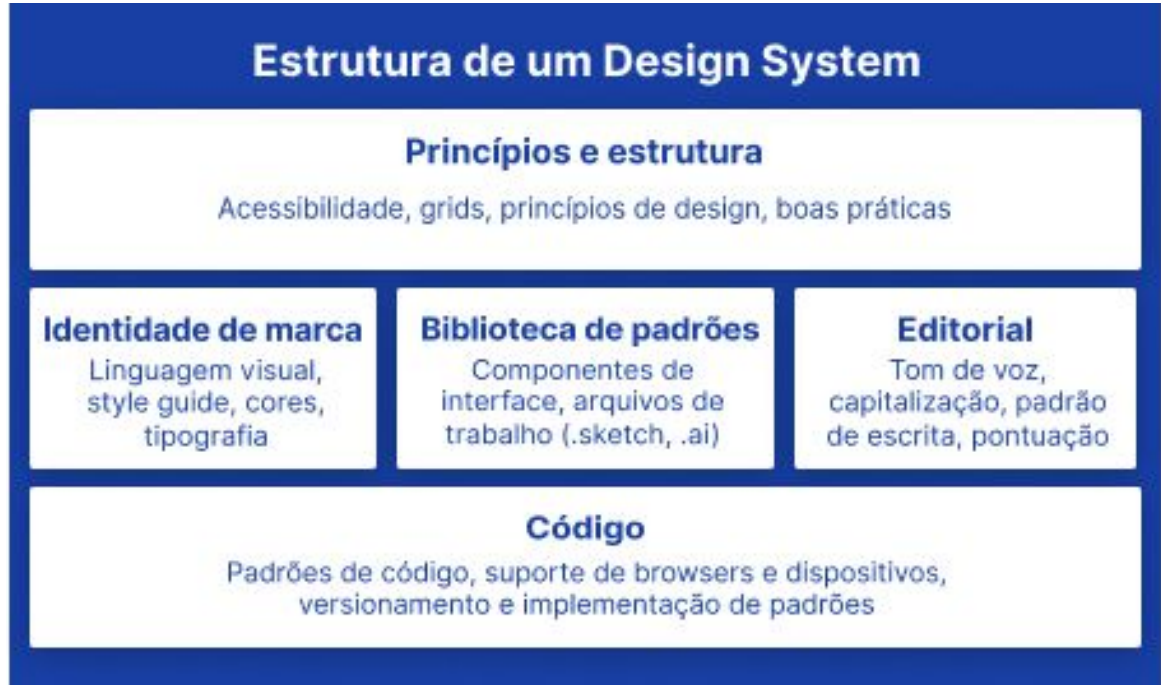 Estrutura de um Design System
Princípios e estrutura
Acessibilidade, grids, princípios de design, boas práticas
Identidade de marca
Linguagem visual,
style guide, cores,
tipografia
Biblioteca de padrões
Componentes de
interface, arquivos de
trabalho (.sketch, .ai)
Editorial
Tom de voz,
capitalização, padrão
de escrita, pontuação
Código
Padrões de código, suporte de browsers e dispositivos,
versionamento e implementação de padrões